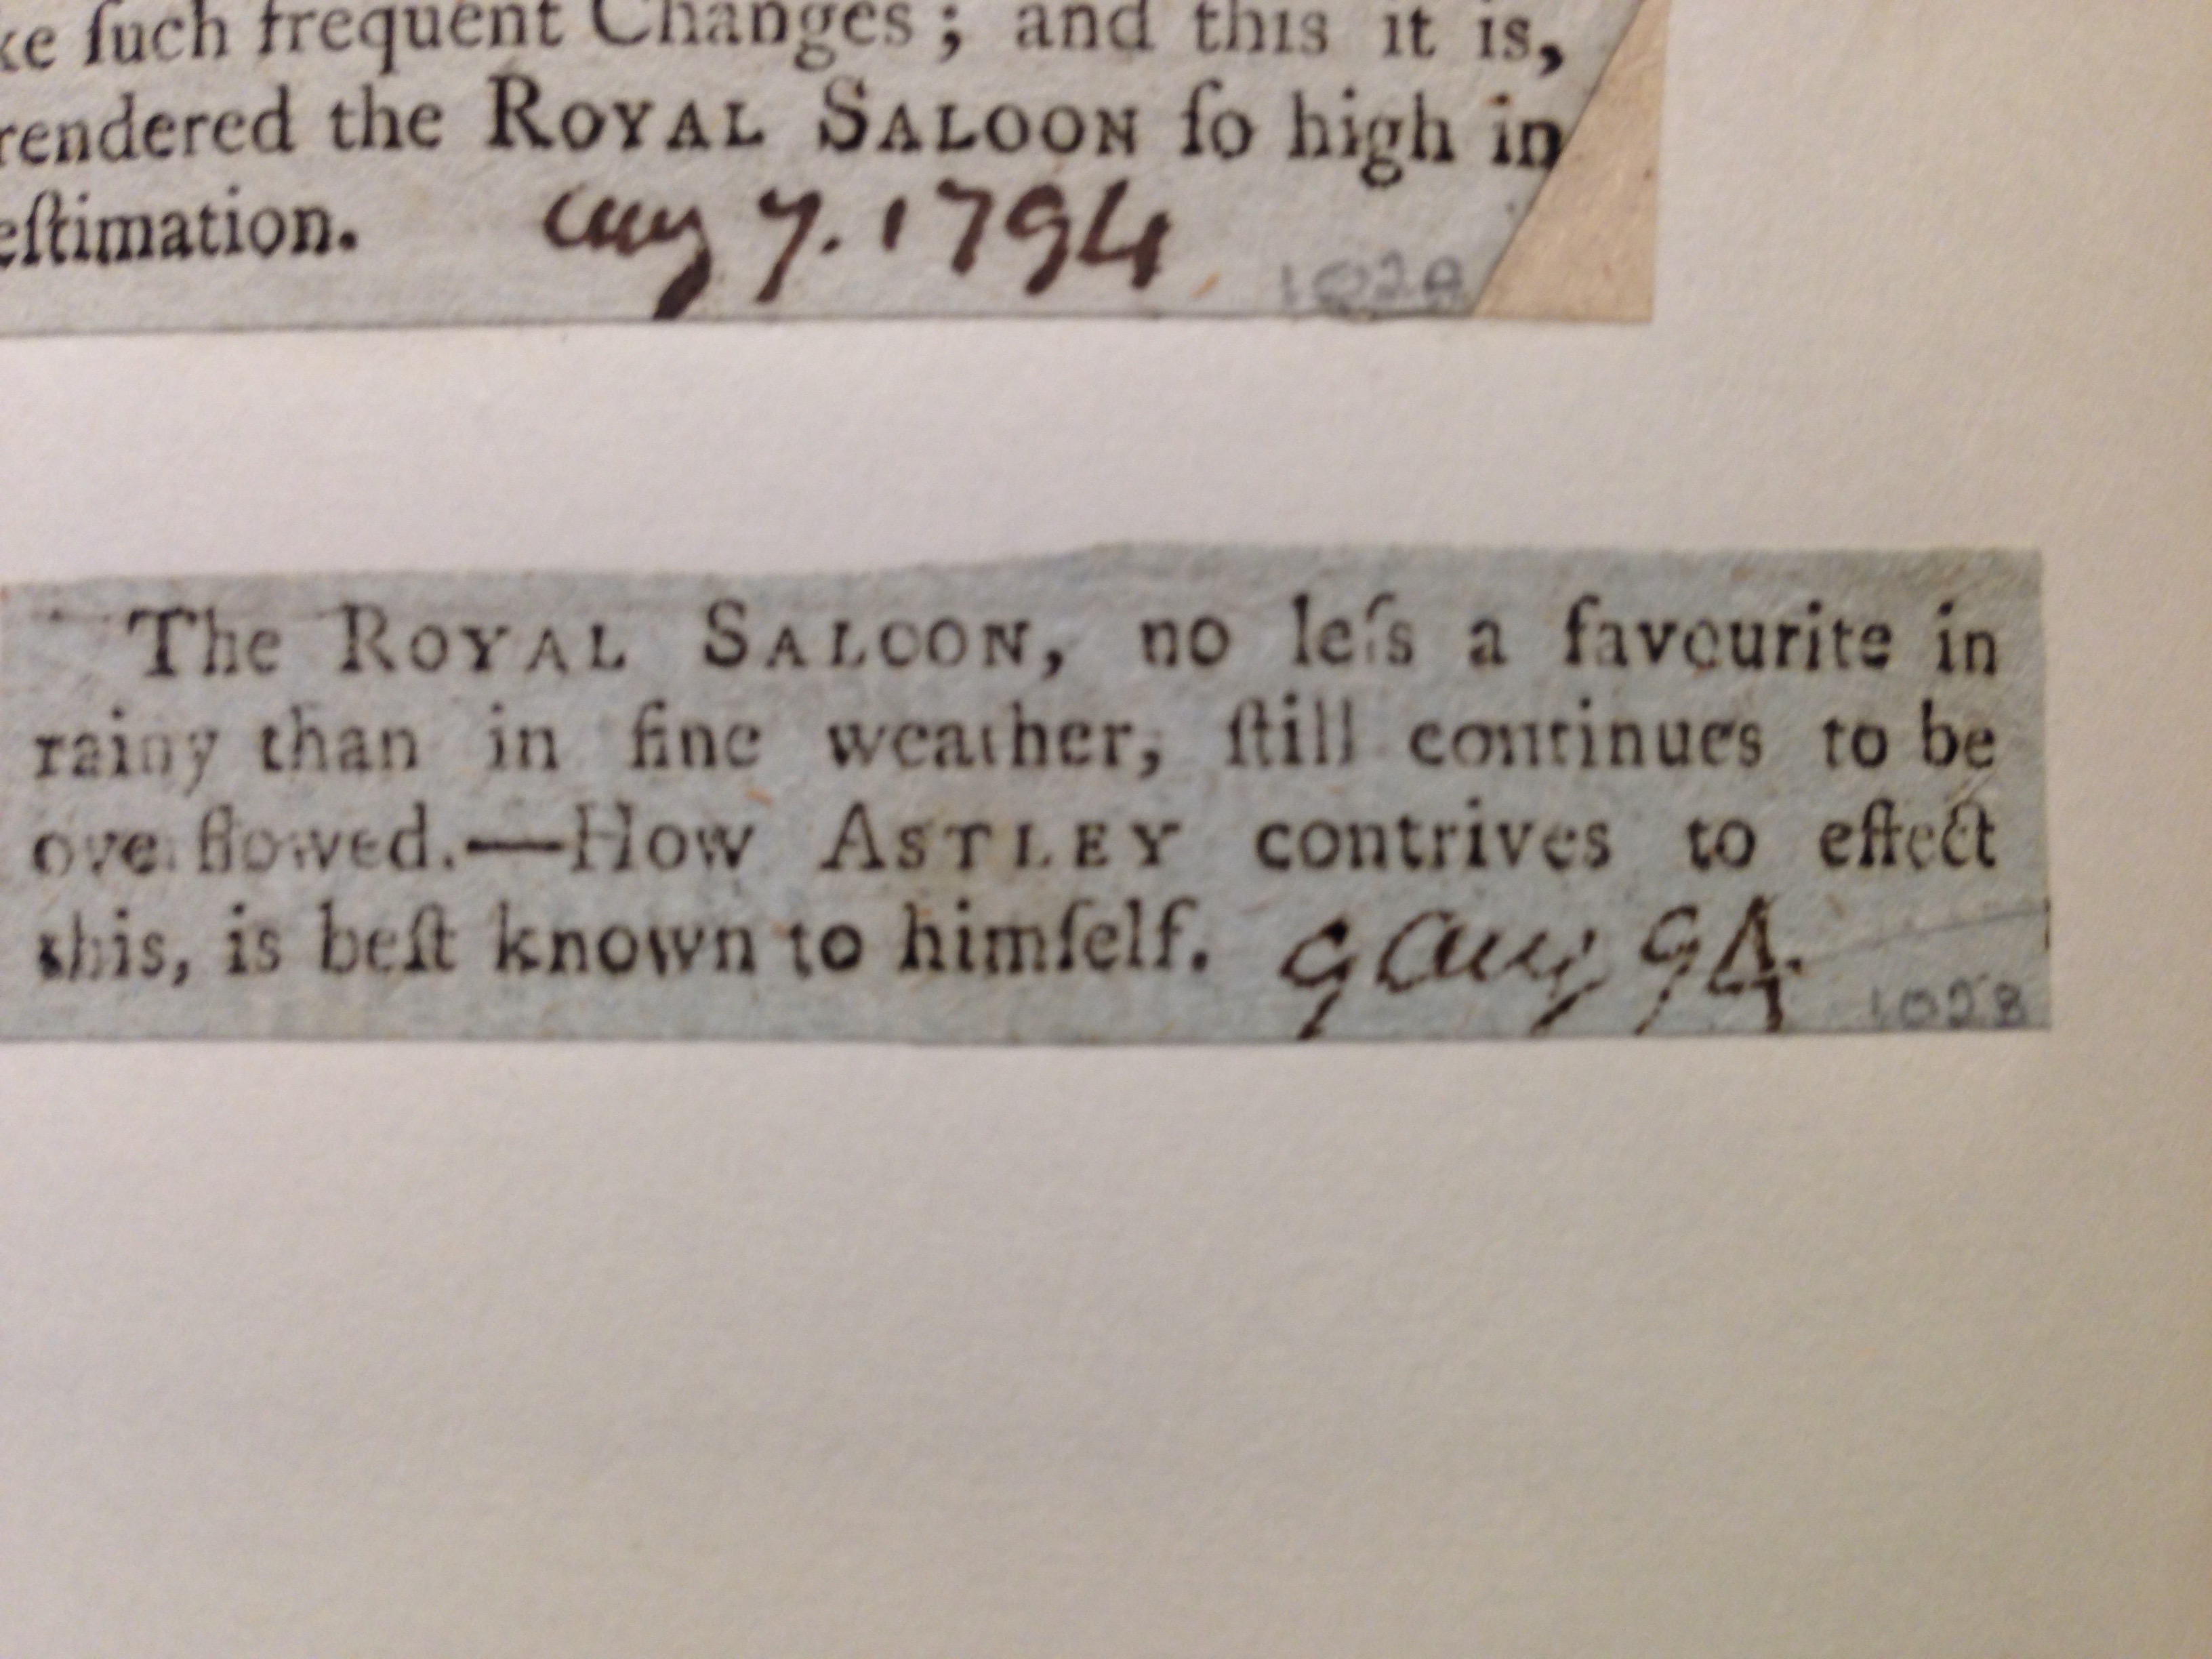 ke ſuch frequent Changes; and this it is,
rendered the ROYAL SALOON ſo high in
eſtimation. Aug 7. 1794
The ROYAL SALOON, no leſs a favourite in
rainy than in fine weather, ſtill continues to be
overflowed.—How ASTLEY contrives to effect
this, is beſt known to himſelf. 9 Aug 94.
102B